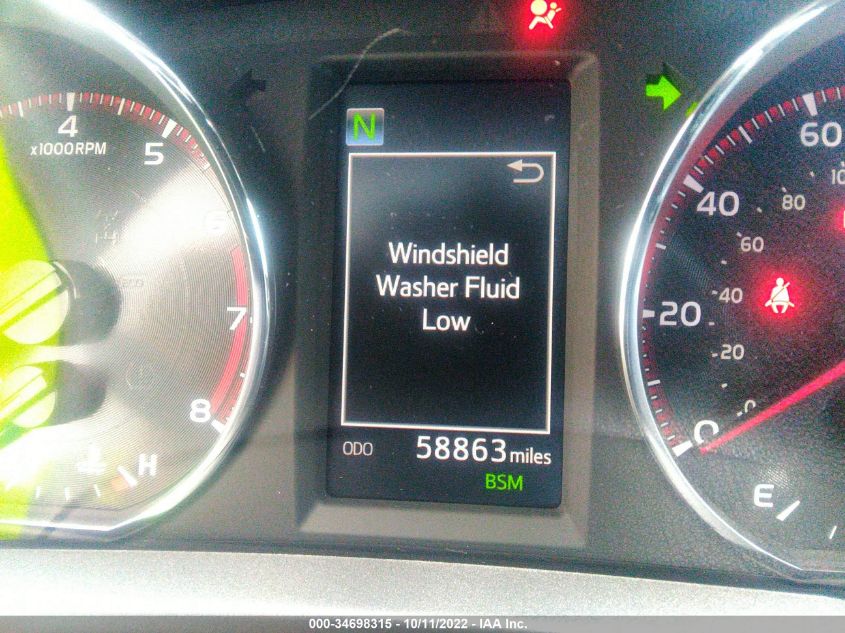 4
x1000RPM
5
6
7
8
H
N
Windshield
Washer Fluid
Low
ODO 58863 miles
BSM
60
40
20
0
80
60
40
20
0
E
000-34698315 - 10/11/2022 - IAA Inc.